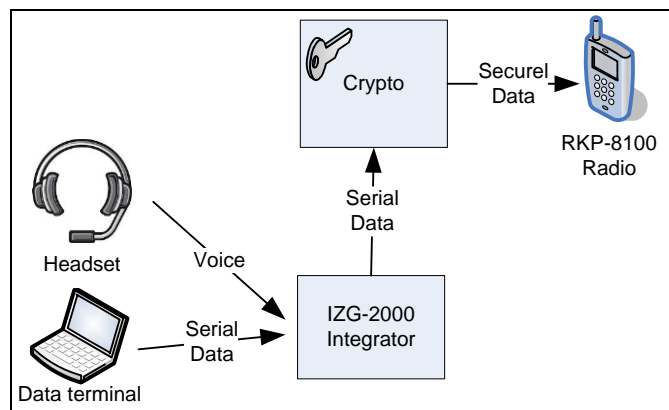 Crypto
Securel
Data
RKP-8100
Radio
Serial
Data
Headset
Voice
IZG-2000
Integrator
Serial
Data
Data terminal